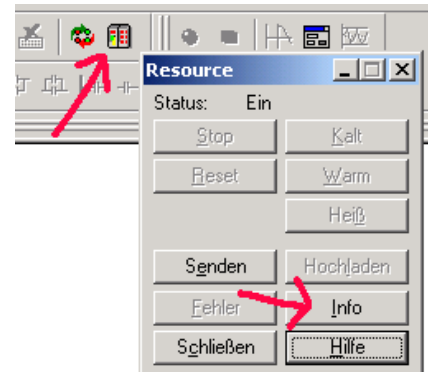 Resource
Status: Ein
Stop Kalt
Reset Warm
Heiß
Senden Hochladen
Fehler Info
Schließen Hilfe